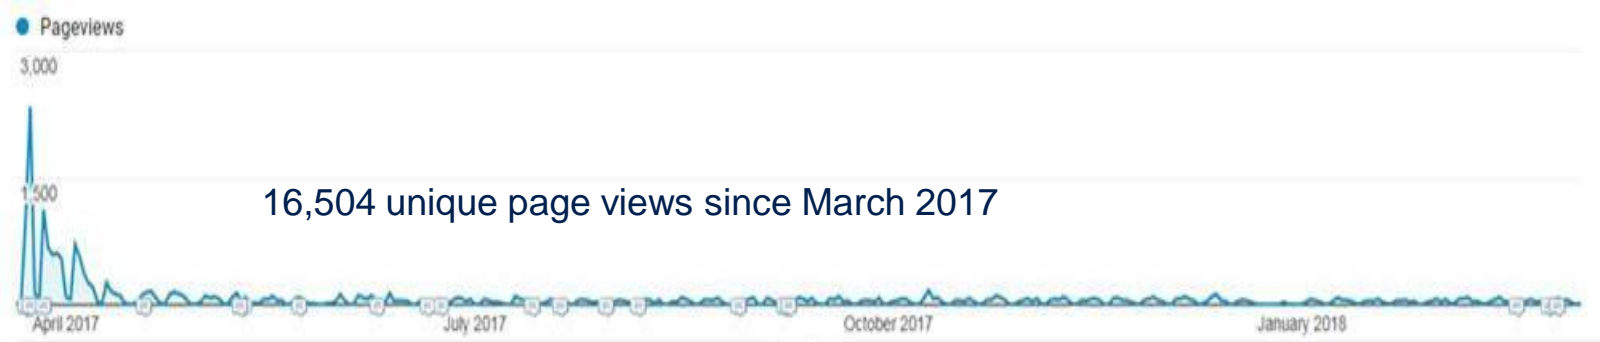 Pageviews
3,000
1,500
16,504 unique page views since March 2017
April 2017
July 2017
October 2017
January 2018